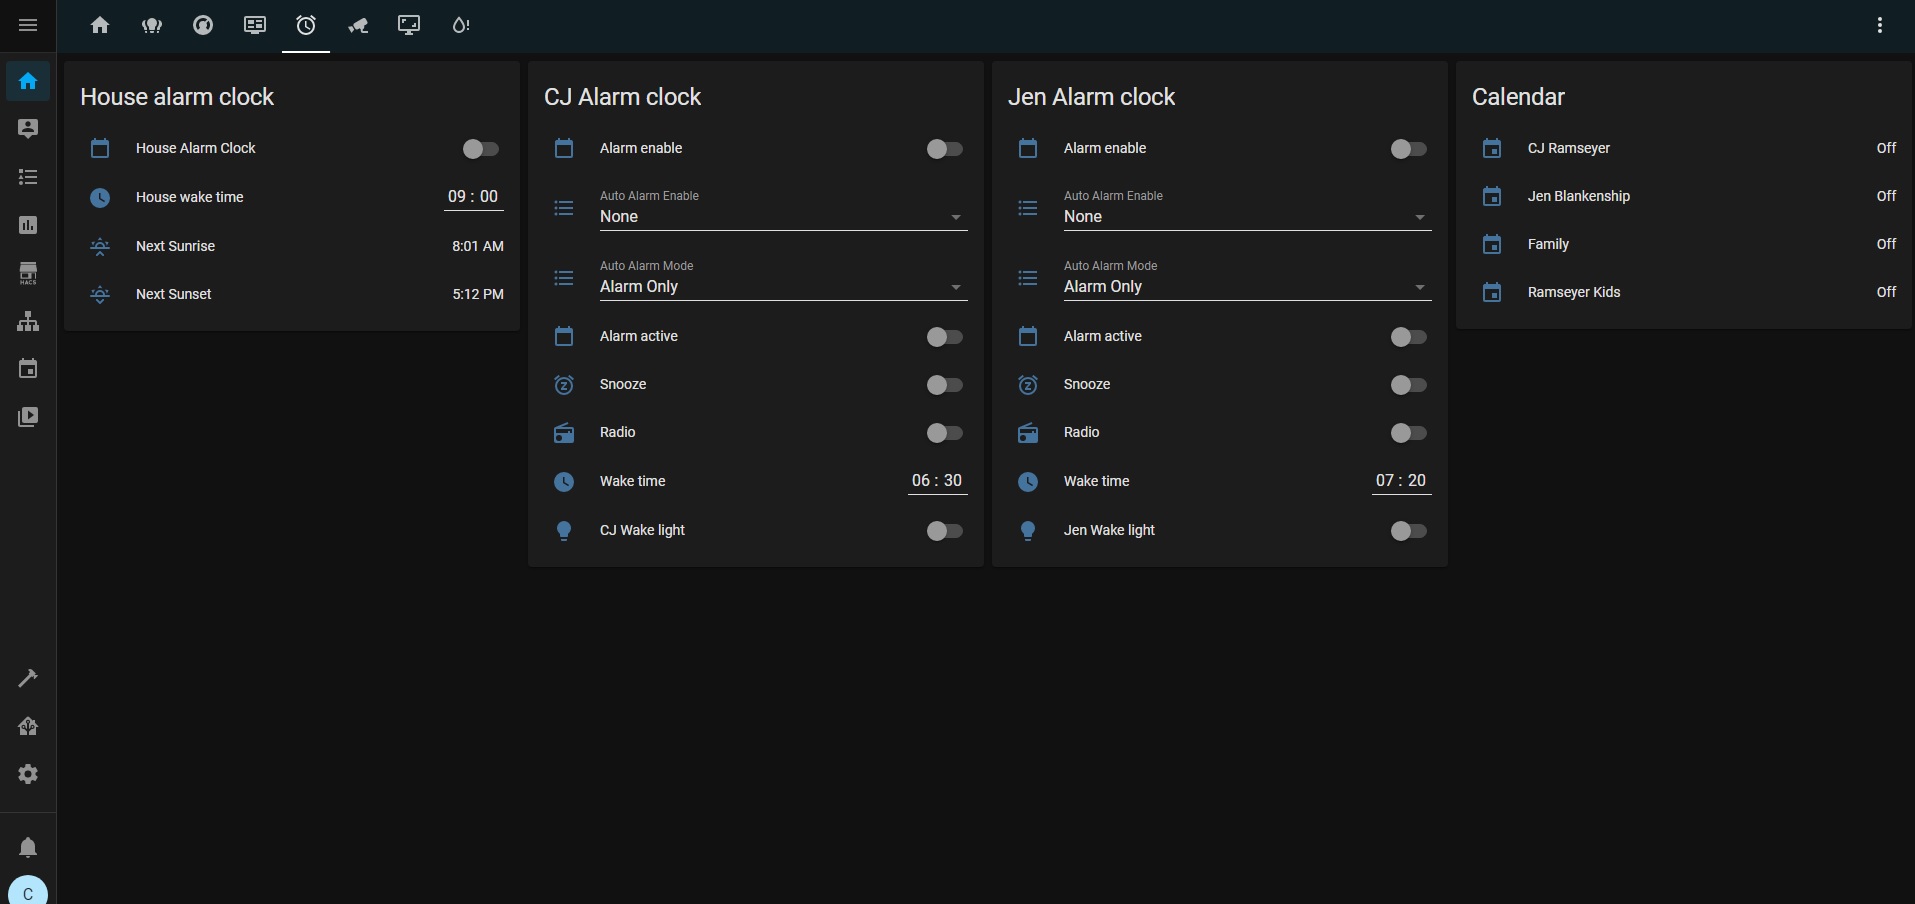 House alarm clock
House Alarm Clock
House wake time 09 : 00
Next Sunrise 8:01 AM
Next Sunset 5:12 PM
CJ Alarm clock
Alarm enable
Auto Alarm Enable
None
Auto Alarm Mode
Alarm Only
Alarm active
Snooze
Radio
Wake time 06 : 30
CJ Wake light
Jen Alarm clock
Alarm enable
Auto Alarm Enable
None
Auto Alarm Mode
Alarm Only
Alarm active
Snooze
Radio
Wake time 07 : 20
Jen Wake light
Calendar
CJ Ramseyer Off
Jen Blankenship Off
Family Off
Ramseyer Kids Off
HACS
C